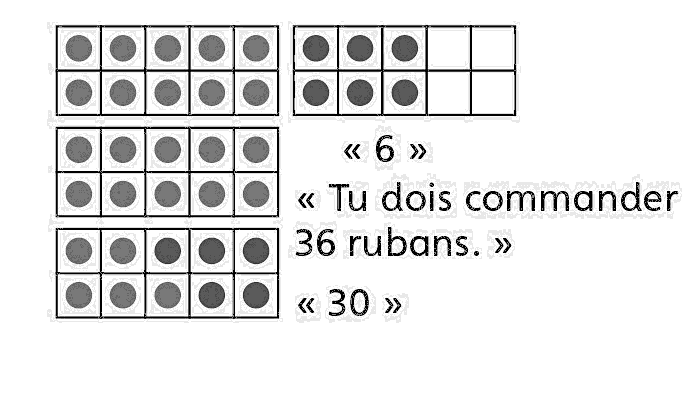 « 6 »
« Tu dois commander
36 rubans. »
« 30 »